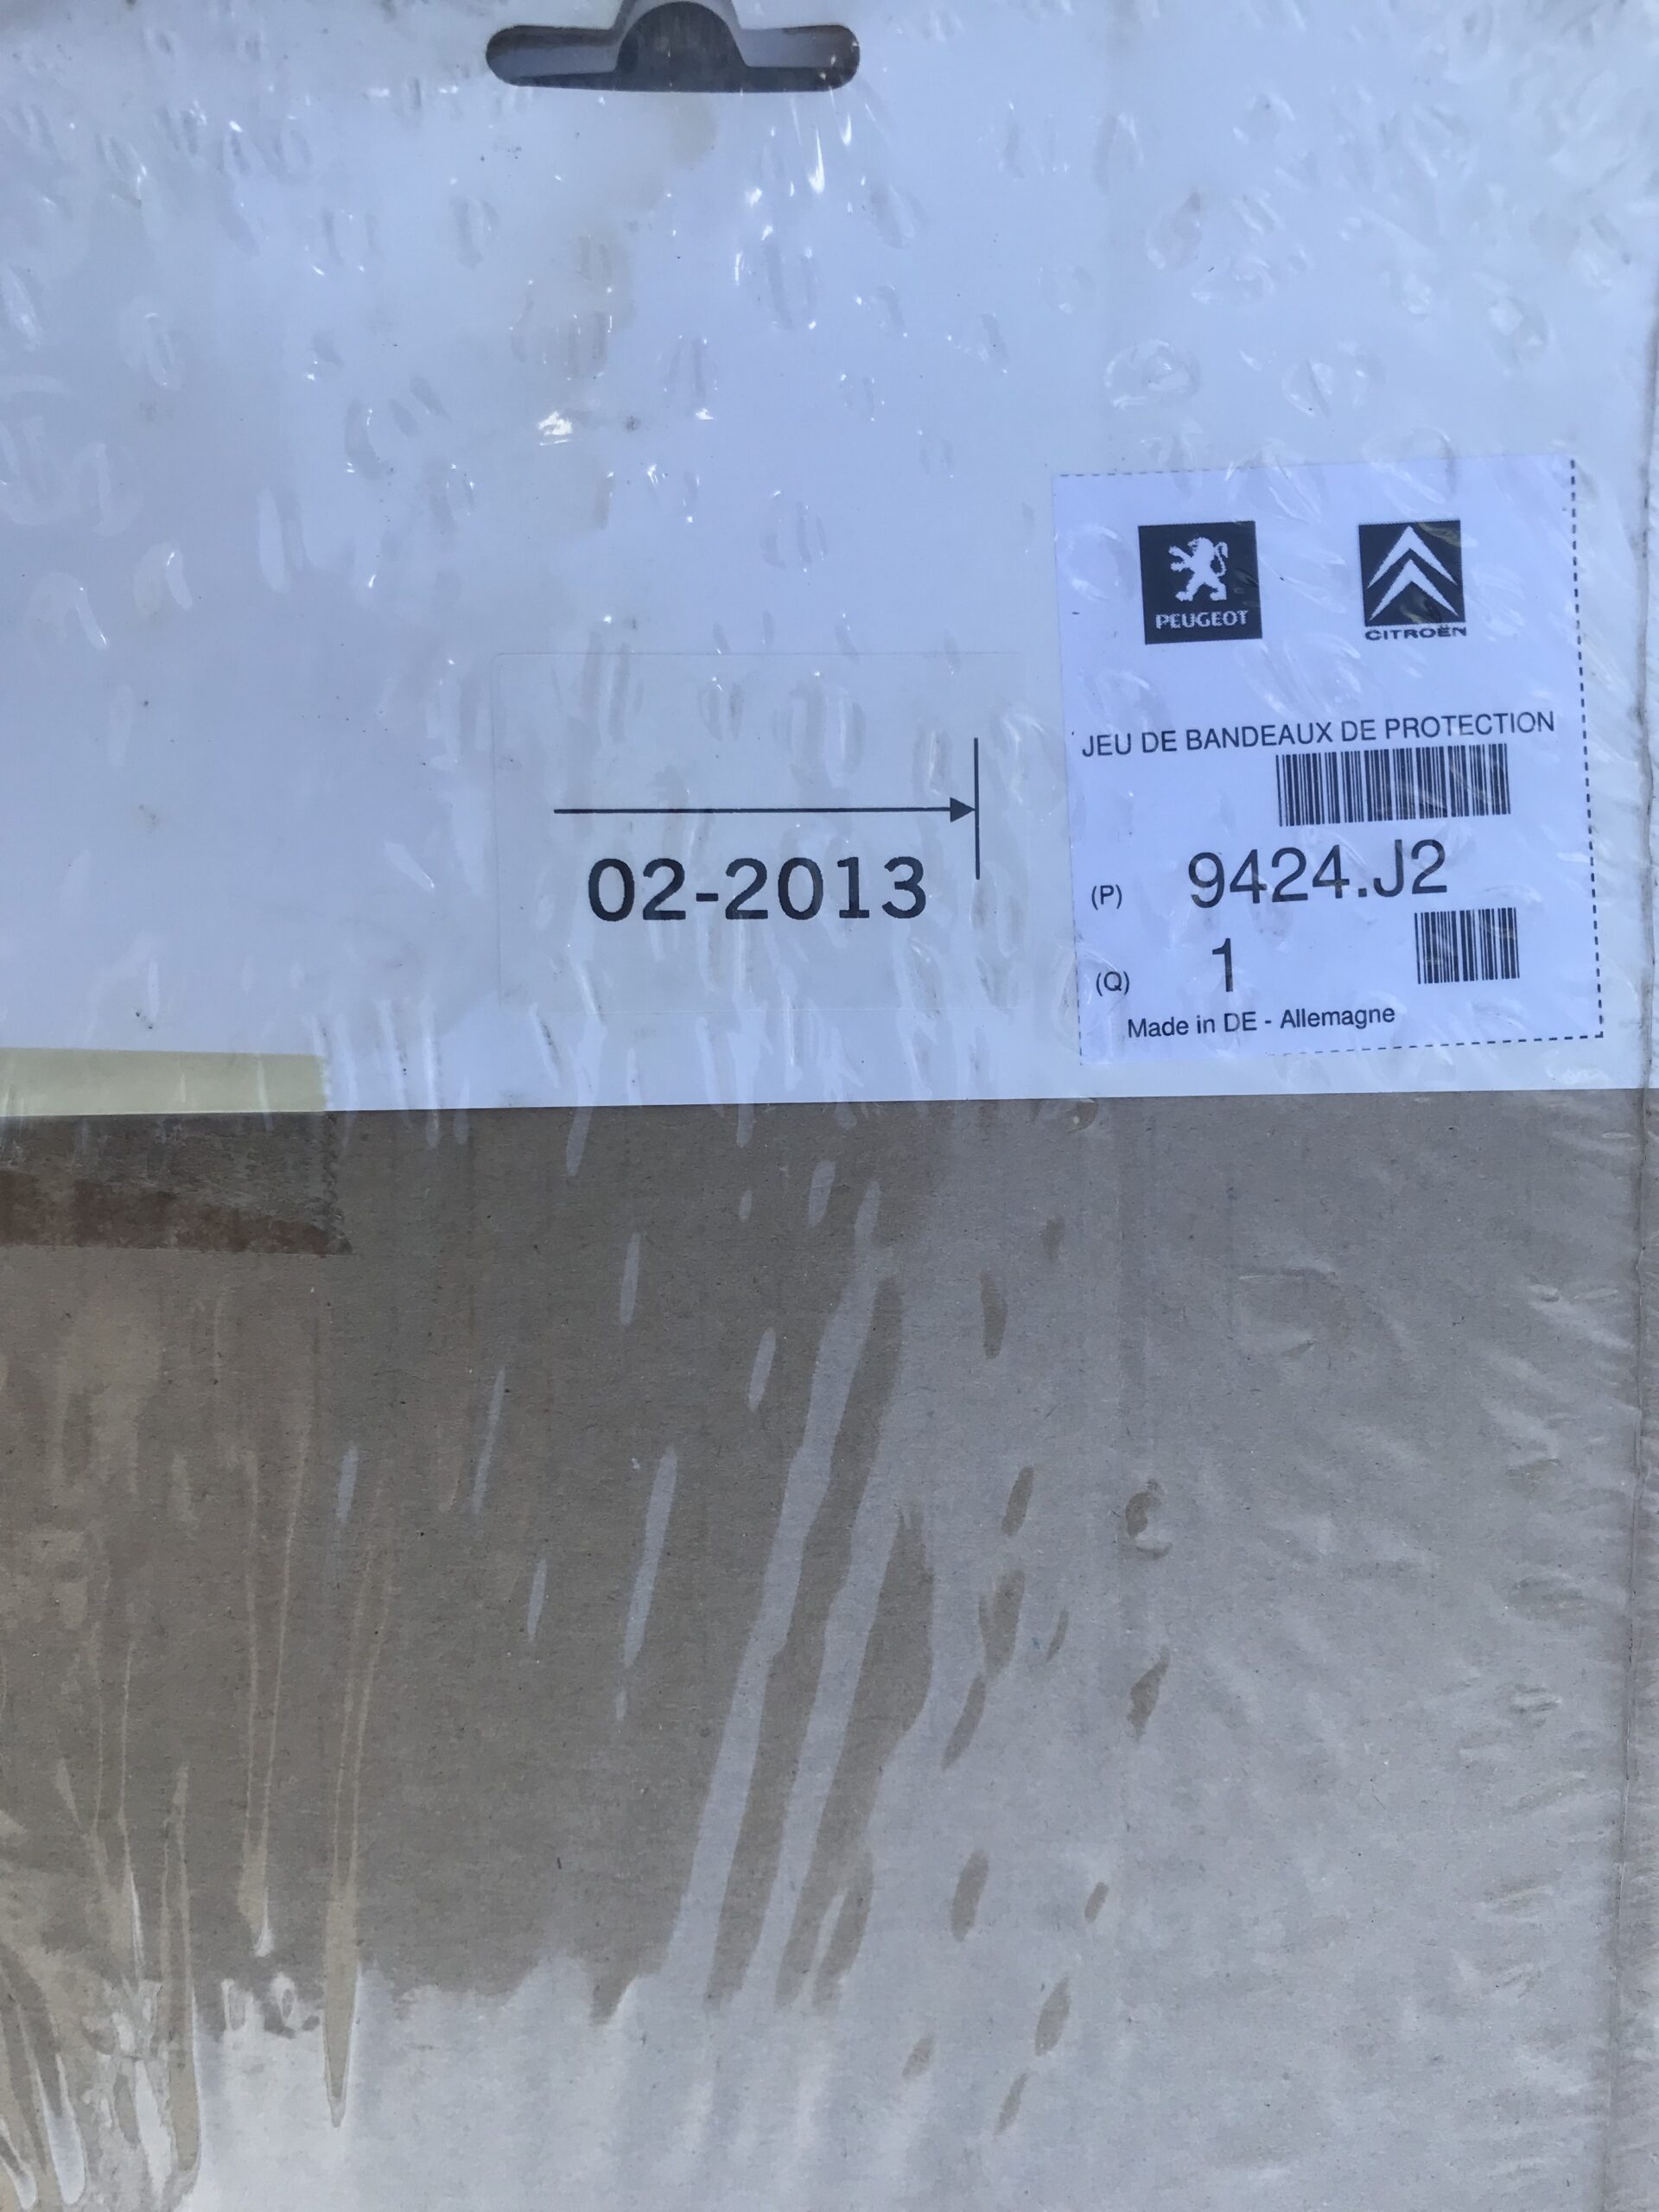 PEUGEOT
CITROËN
JEU DE BANDEAUX DE PROTECTION
(P) 9424.J2
(Q) 1
Made in DE - Allemagne
02-2013